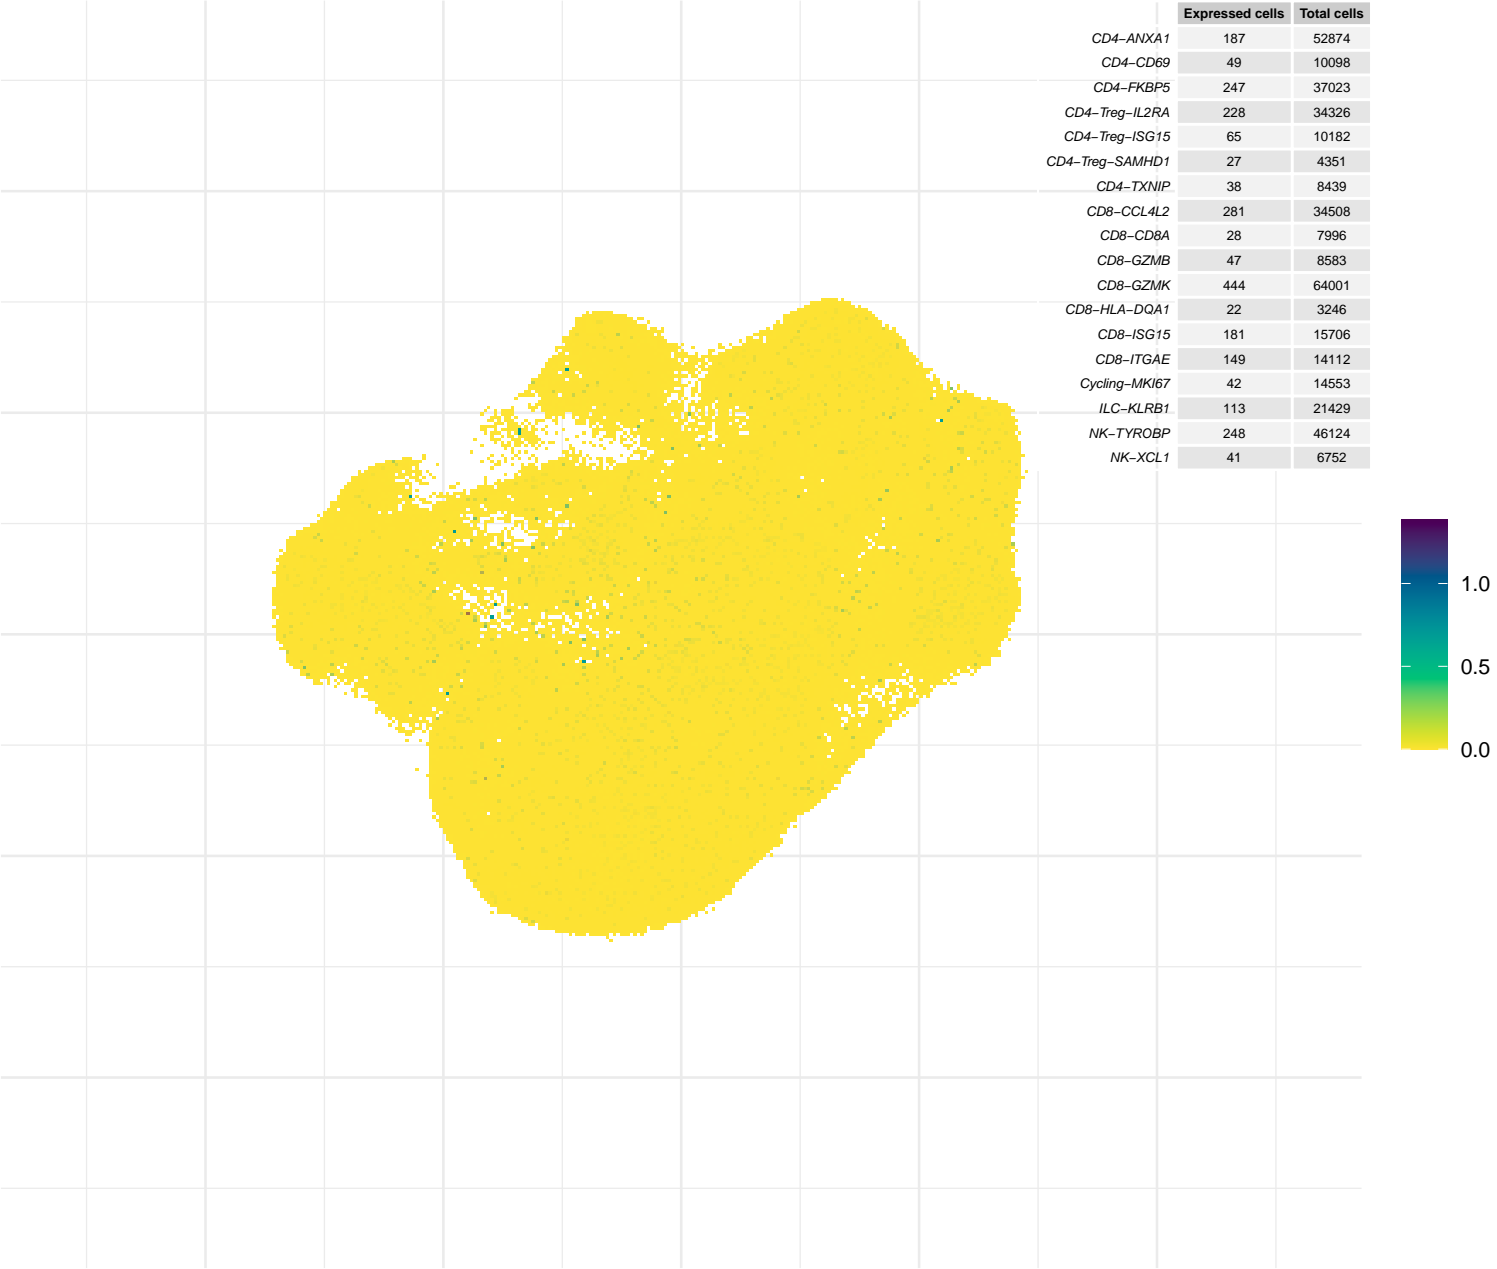 Expressed cells Total cells
CD4−ANXA1 187 52874
CD4−CD69 49 10098
CD4−FKBP5 247 37023
CD4−Treg−IL2RA 228 34326
CD4−Treg−ISG15 65 10182
CD4−Treg−SAMHD1 27 4351
CD4−TXNIP 38 8439
CD8−CCL4L2 281 34508
CD8−CD8A 28 7996
CD8−GZMB 47 8583
CD8−GZMK 444 64001
CD8−HLA−DQA1 22 3246
CD8−ISG15 181 15706
CD8−ITGAE 149 14112
Cycling−MKI67 42 14553
ILC−KLRB1 113 21429
NK−TYROBP 248 46124
NK−XCL1 41 6752
1.0
0.5
0.0